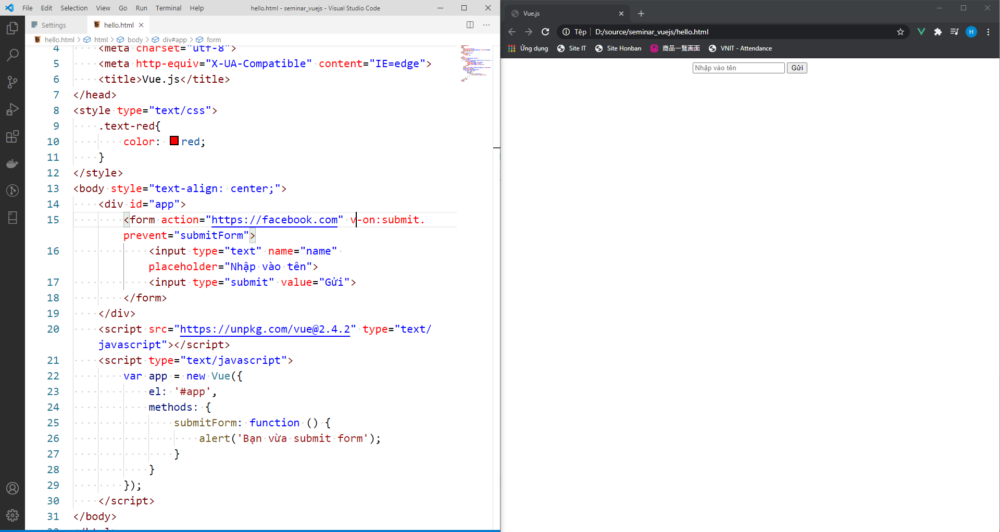 File Edit Selection View Go Run Terminal Help hello.html - seminar_vuejs - Visual Studio Code
Settings hello.html
hello.html > html > body > div#app > form
4 <meta charset="utf-8">
5 <meta http-equiv="X-UA-Compatible" content="IE=edge">
6 <title>Vue.js</title>
7 </head>
8 <style type="text/css">
9 .text-red{
10 color: red;
11 }
12 </style>
13 <body style="text-align: center;">
14 <div id="app">
15 <form action="https://facebook.com" v-on:submit.
prevent="submitForm">
16 <input type="text" name="name"
placeholder="Nhập vào tên">
17 <input type="submit" value="Gửi">
18 </form>
19 </div>
20 <script src="https://unpkg.com/vue@2.4.2" type="text/
javascript"></script>
21 <script type="text/javascript">
22 var app = new Vue({
23 el: '#app',
24 methods: {
25 submitForm: function () {
26 alert('Bạn vừa submit form');
27 }
28 }
29 });
30 </script>
31 </body>
Vue.js
Tệp D:/source/seminar_vuejs/hello.html H
Ứng dụng Site IT Site Honban 商品一覧画面 VNIT - Attendance
Nhập vào tên Gửi